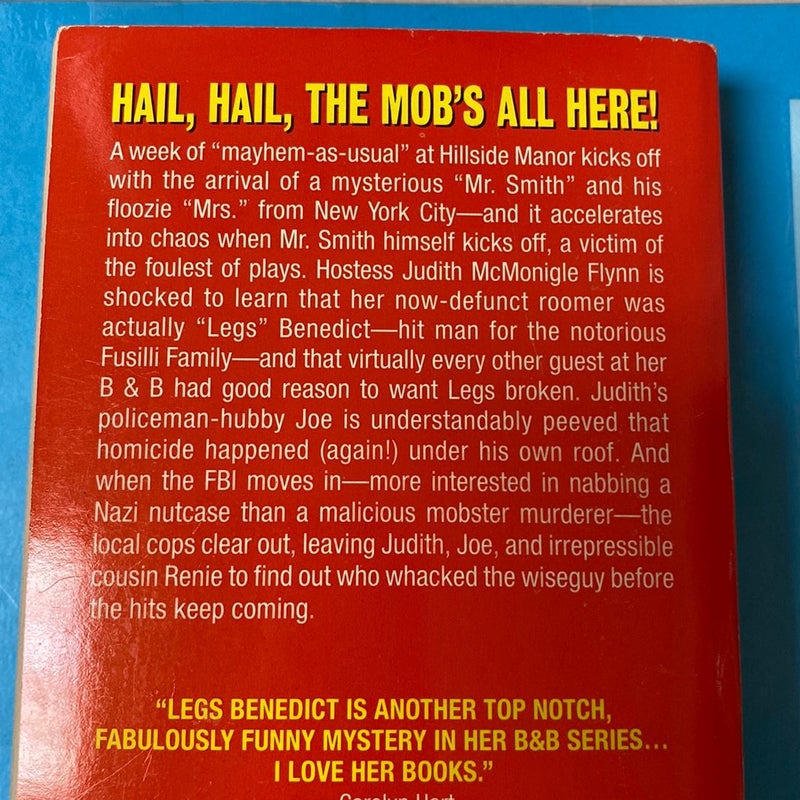 HAIL, HAIL, THE MOB'S ALL HERE!
A week of “mayhem-as-usual” at Hillside Manor kicks off
with the arrival of a mysterious “Mr. Smith” and his
floozie “Mrs.” from New York City—and it accelerates
into chaos when Mr. Smith himself kicks off, a victim of
the foulest of plays. Hostess Judith McMonigle Flynn is
shocked to learn that her now-defunct roomer was
actually “Legs” Benedict—hit man for the notorious
Fusilli Family—and that virtually every other guest at her
B & B had good reason to want Legs broken. Judith's
policeman-hubby Joe is understandably peeved that
homicide happened (again!) under his own roof. And
when the FBI moves in—more interested in nabbing a
Nazi nutcase than a malicious mobster murderer—the
local cops clear out, leaving Judith, Joe, and irrepressible
cousin Renie to find out who whacked the wiseguy before
the hits keep coming.
“LEGS BENEDICT IS ANOTHER TOP NOTCH,
FABULOUSLY FUNNY MYSTERY IN HER B&B SERIES...
I LOVE HER BOOKS.”
Carolyn Hart